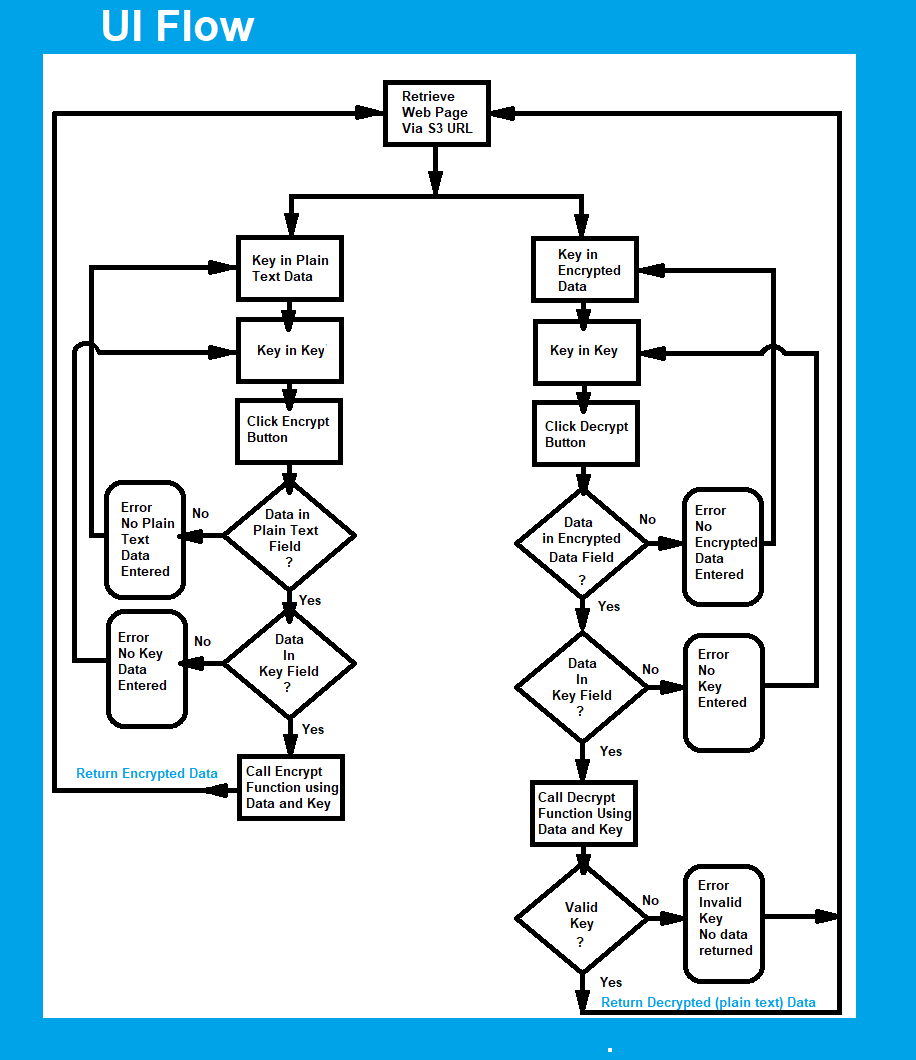 UI Flow
Retrieve
Web Page
Via S3 URL
Key in Plain
Text Data
Key in Key
Click Encrypt
Button
Data in
Plain Text
Field
?
No
Error
No Plain
Text
Data
Entered
Yes
Data
In
Key Field
?
No
Error
No Key
Data
Entered
Yes
Call Encrypt
Function using
Data and Key
Return Encrypted Data
Key in
Encrypted
Data
Key in Key
Click Decrypt
Button
Data
in Encrypted
Data Field
?
No
Error
No
Encrypted
Data
Entered
Yes
Data
In
Key Field
?
No
Error
No
Key
Entered
Yes
Call Decrypt
Function Using
Data and Key
Valid
Key
?
No
Error
Invalid
Key
No data
returned
Yes
Return Decrypted (plain text) Data